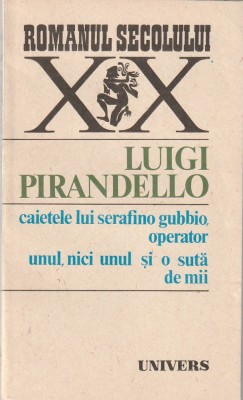 ROMANUL SECOLULUI
XX
LUIGI
PIRANDELLO
caietele lui serafino gubbio,
operator
unul, nici unul și o sută
de mii
UNIVERS